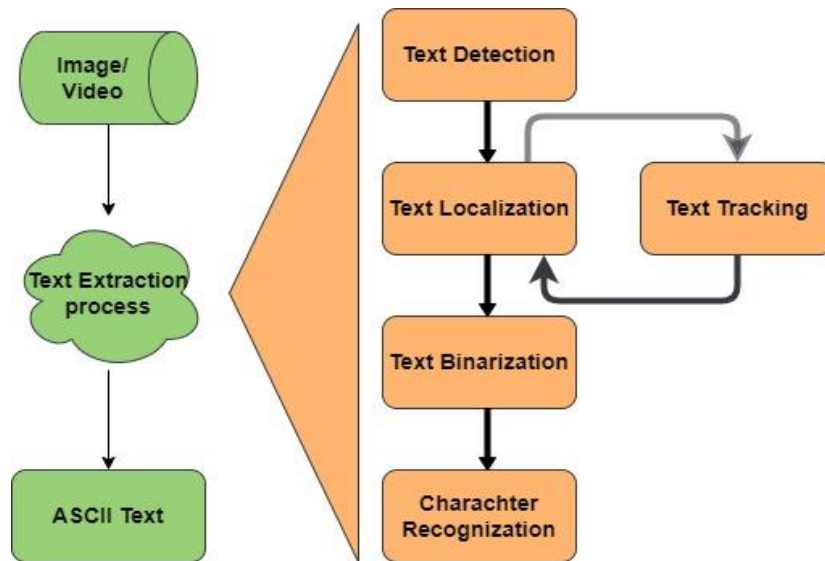 Image/
Video
Text Extraction
process
ASCII Text
Text Detection
Text Localization
Text Tracking
Text Binarization
Charachter
Recognization